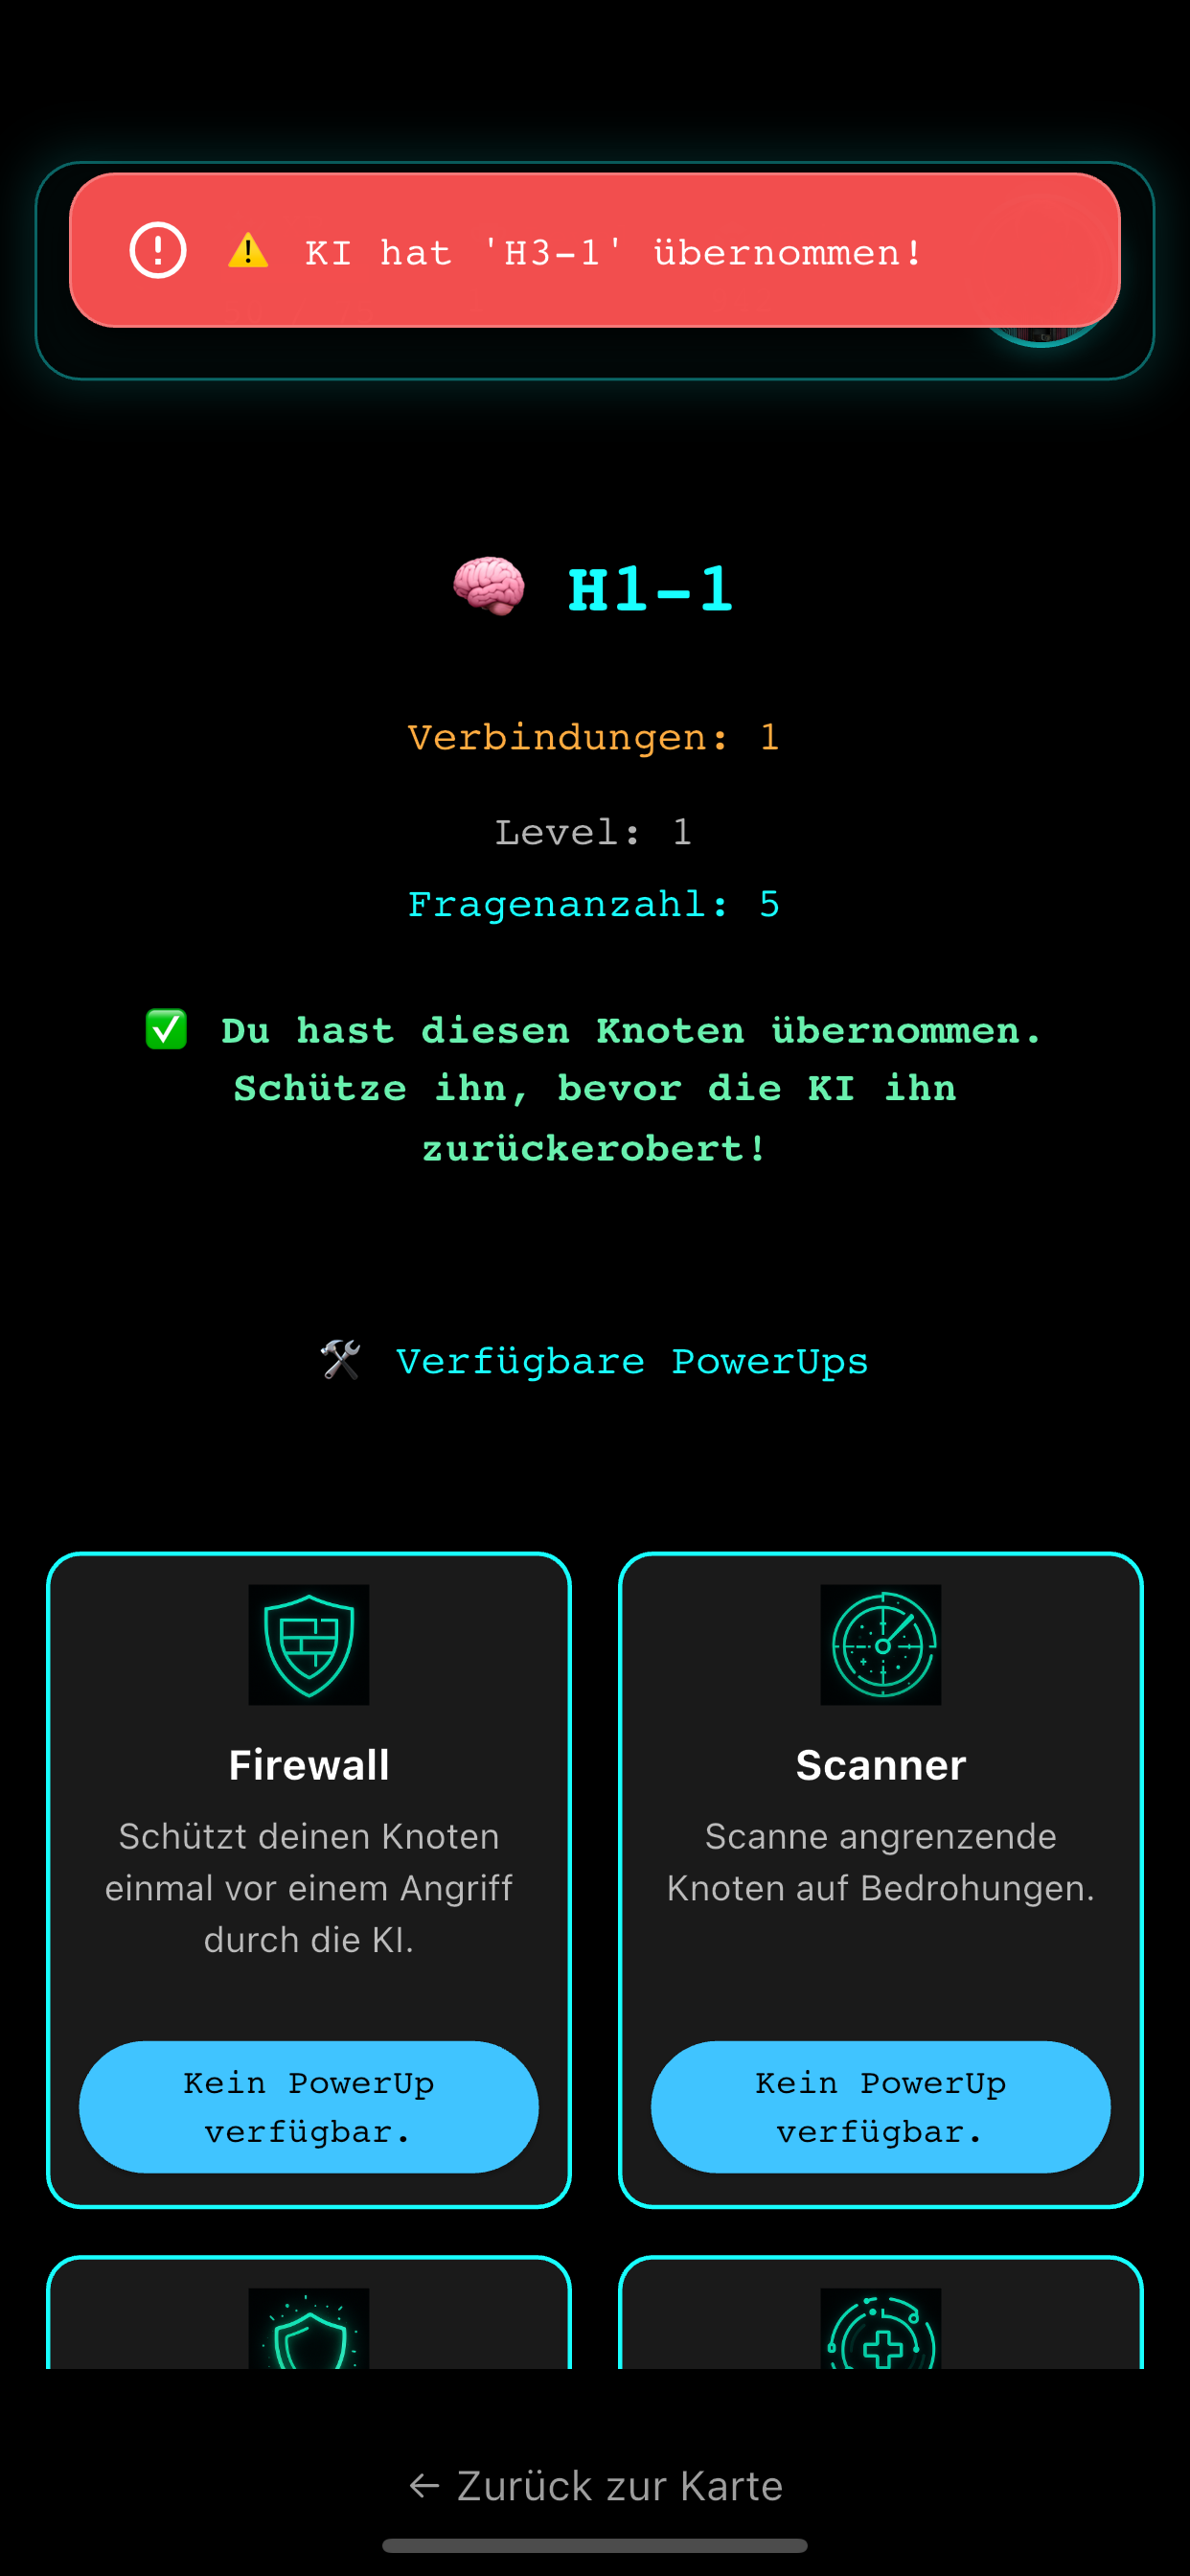 ⚠️ KI hat 'H3-1' übernommen!
🧠 H1-1
Verbindungen: 1
Level: 1
Fragenanzahl: 5
✅ Du hast diesen Knoten übernommen.
Schütze ihn, bevor die KI ihn
zurückerobert!
🛠️ Verfügbare PowerUps
Firewall
Schützt deinen Knoten
einmal vor einem Angriff
durch die KI.
Kein PowerUp
verfügbar.
Scanner
Scanne angrenzende
Knoten auf Bedrohungen.
Kein PowerUp
verfügbar.
← Zurück zur Karte